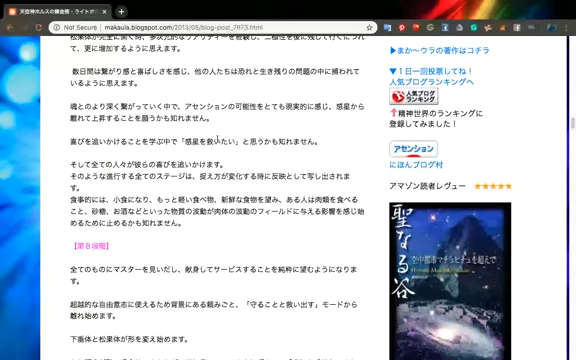 天空神ホルスの錬金術 - ライトボ
Not Secure | makaula.blogspot.com/2013/05/blog-post_7973.html
て、更に増加するように思えます。
数日間は繋がり感と喜ばしさを感じ、他の人たちは恐れと生き残りの問題の中に捕われて
いるように思えます。
魂とのより深く繋がっていく中で、アセンションの可能性をとても現実的に感じ、惑星から
離れて上昇することを願うかも知れません。
喜びを追いかけることを学ぶ中で「惑星を救いたい」と思うかも知れません。
そして全ての人々が彼らの喜びを追いかけます。
そのような進行する全てのステージは、捉え方が変化する時に反映として写し出されま
す。
食事的には、小食になり、もっと軽い食べ物、新鮮な食物を望み、ある人は肉類を食べる
こと、砂糖、お酒などといった物質の波動が肉体の波動のフィールドに与える影響を感じ始
めるために止めるかも知れません。
【第８段階】
全てのものにマスターを見いだし、献身してサービスすることを純粋に望むようになりま
す。
超越的な自由意志に使えるため背景にある頼みごと、「守ることと救い出す」モードから
離れ始めます。
下垂体と松果体が形を変え始めます。
▶まか～ウラの著作はコチラ
▼１日一回投票してね！
人気ブログランキングへ
人気ブログ
ランキング
↑精神世界のランキングに
登録してみました！
アセンション
にほんブログ村
アマゾン読者レヴュー ★★★★★
聖なる谷
空中都市マチュピチュを超えて